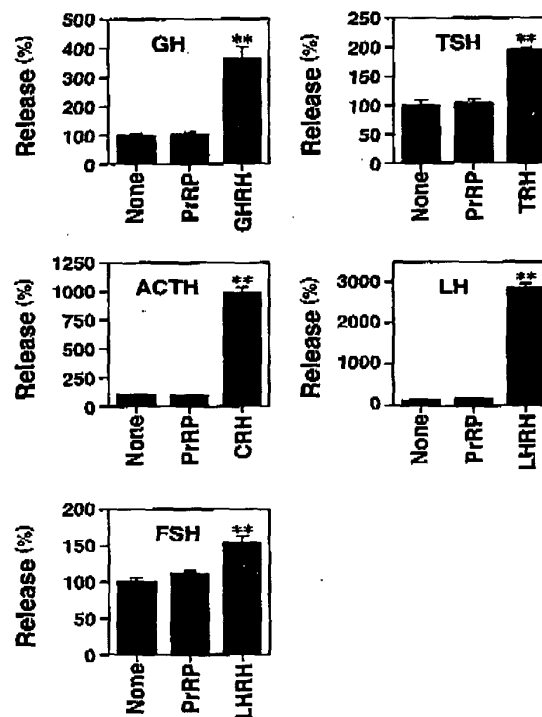 Release (%)
500
400
300
200
100
0
GH
**
None
PrRP
GHRH
Release (%)
250
200
150
100
50
0
TSH
**
None
PrRP
TRH
Release (%)
1250
1000
750
500
250
0
ACTH
**
None
PrRP
CRH
Release (%)
3000
2000
1000
0
LH
**
None
PrRP
LHRH
Release (%)
200
150
100
50
0
FSH
**
None
PrRP
LHRH